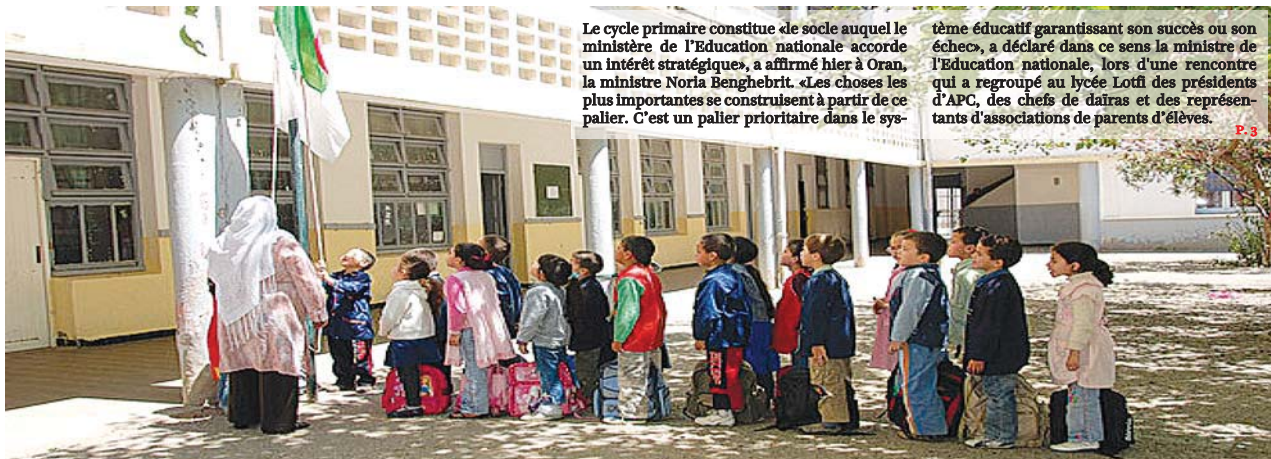 Le cycle primaire constitue «le socle auquel le
ministère de l'Education nationale accorde
un intérêt stratégique», a affirmé hier à Oran,
la ministre Noria Benghebrit. «Les choses les
plus importantes se construisent à partir de ce
palier. C'est un palier prioritaire dans le sys-
tème éducatif garantissant son succès ou son
échec», a déclaré dans ce sens la ministre de
l'Education nationale, lors d'une rencontre
qui a regroupé au lycée Lotfi des présidents
d'APC, des chefs de daïras et des représen-
tants d'associations de parents d'élèves.
P. 3